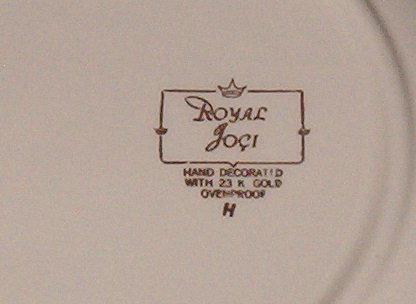 ROYAL
JOÇI
HAND DECORATED
WITH 23 K GOLD
OVENPROOF
H